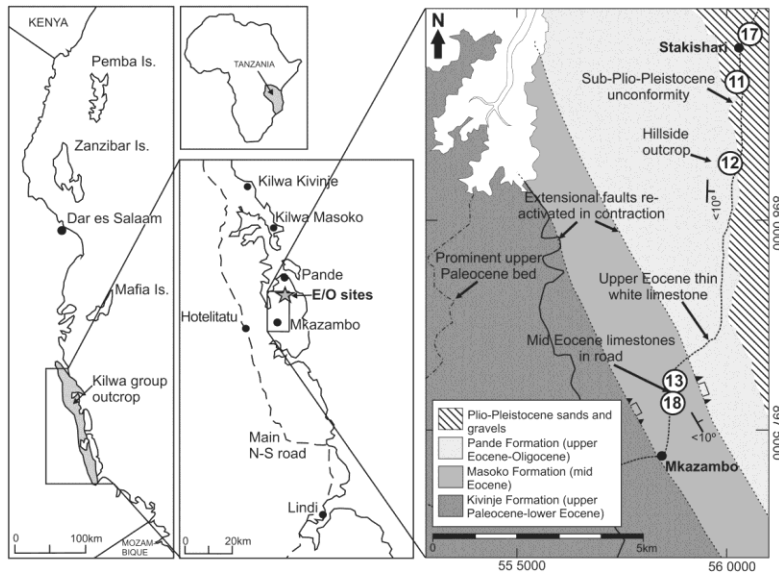 KENYA
Pemba Is.
Zanzibar Is.
Dar es Salaam
Mafia Is.
Kilwa group
outcrop
0 100km
MOZAM
BIQUE
TANZANIA
Kilwa Kivinje
Kilwa Masoko
Pande
E/O sites
Hotelitatu
Mkazambo
Main
N-S road
Lindi
0 20km
N
Stakishari
17
11
Sub-Plio-Pleistocene
unconformity
Hillside
outcrop
12
<10°
Extensional faults re-
activated in contraction
Prominent upper
Paleocene bed
Upper Eocene thin
white limestone
Mid Eocene limestones
in road
13
18
<10°
Mkazambo
Plio-Pleistocene sands and
gravels
Pande Formation (upper
Eocene-Oligocene)
Masoko Formation (mid
Eocene)
Kivinje Formation (upper
Paleocene-lower Eocene)
0 5km
55 5000
56 0000
898 0000
897 5000